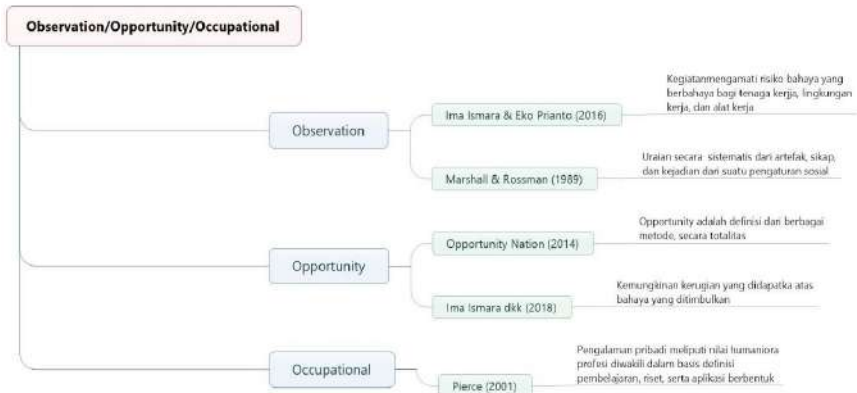 Observation/Opportunity/Occupational
Observation
Ima Ismara & Eko Prianto (2016)
Kegiatanmengamati risiko bahaya yang
berbahaya bagi tenaga kerjja, lingkungan
kerja, dan alat kerja
Marshall & Rossman (1989)
Uraian secara sistematis dari artefak, sikap,
dan kejadian dari suatu pengaturan sosial
Opportunity
Opportunity Nation (2014)
Opportunity adalah definisi dari berbagai
metode, secara totalitas
Ima Ismara dkk (2018)
Kemungkinan kerugian yang didapatka atas
bahaya yang ditimbulkan
Occupational
Pierce (2001)
Pengalaman pribadi meliputi nilai humaniora
profesi diwakili dalam basis definisi
pembelajaran, riset, serta aplikasi berbentuk